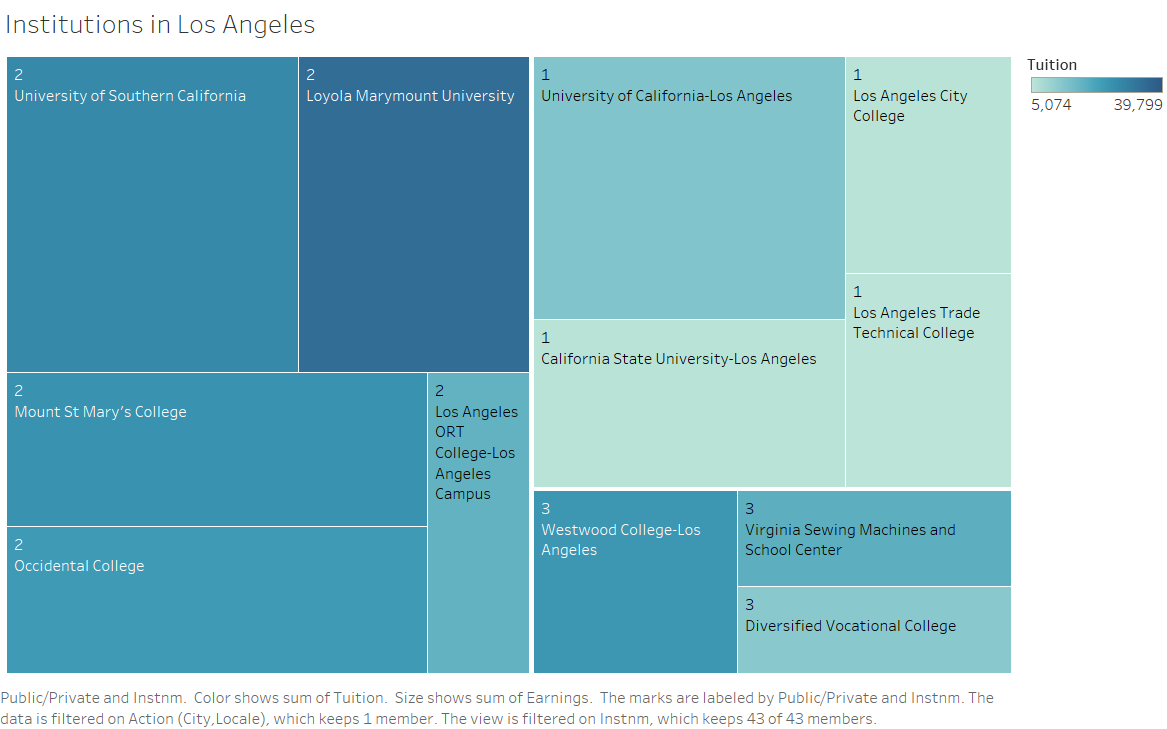 Institutions in Los Angeles
2
University of Southern California
2
Loyola Marymount University
2
Mount St Mary's College
2
Los Angeles
ORT
College-Los
Angeles
Campus
2
Occidental College
1
University of California-Los Angeles
1
Los Angeles City
College
1
California State University-Los Angeles
1
Los Angeles Trade
Technical College
3
Westwood College-Los
Angeles
3
Virginia Sewing Machines and
School Center
3
Diversified Vocational College
Tuition
5,074 39,799
Public/Private and Instnm.  Color shows sum of Tuition.  Size shows sum of Earnings.  The marks are labeled by Public/Private and Instnm. The
data is filtered on Action (City,Locale), which keeps 1 member. The view is filtered on Instnm, which keeps 43 of 43 members.